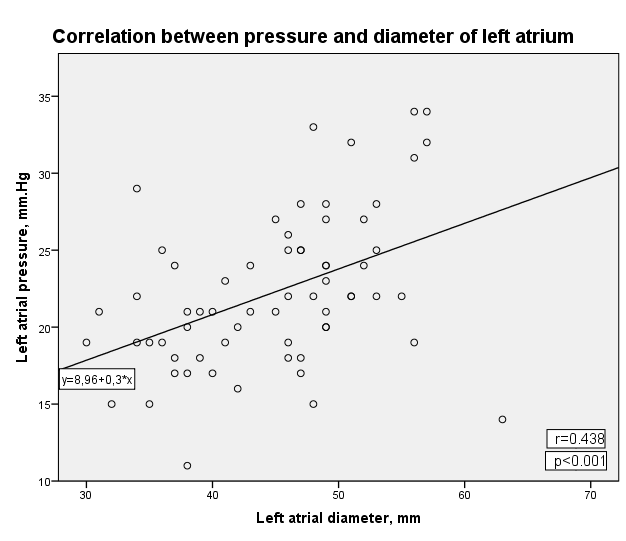 Correlation between pressure and diameter of left atrium
Left atrial pressure, mm.Hg
35
30
25
20
15
10
y=8,96+0,3*x
r=0.438
p<0.001
30 40 50 60 70
Left atrial diameter, mm